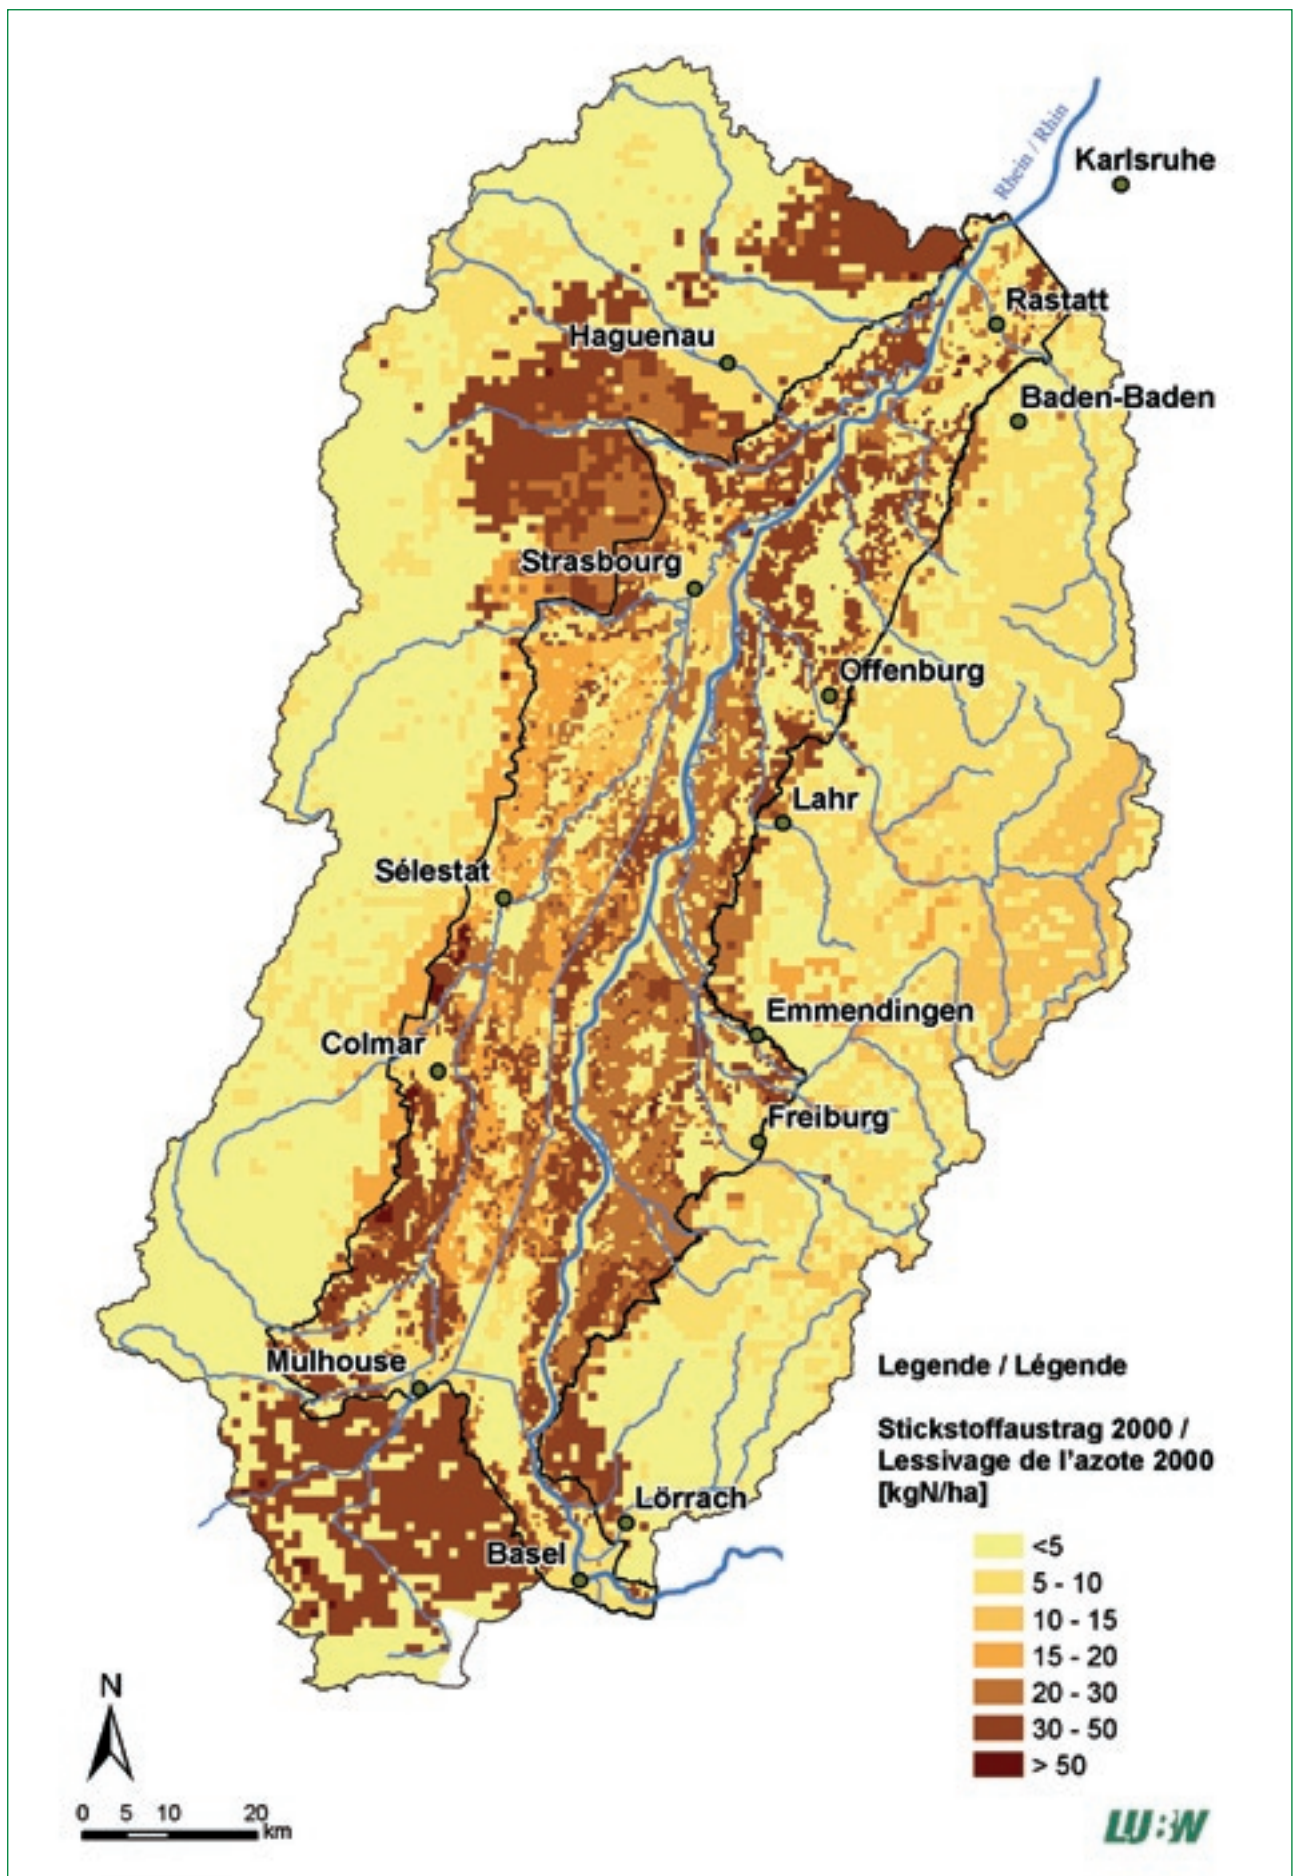 Rhein / Rhin
Karlsruhe
Rastatt
Haguenau
Baden-Baden
Strasbourg
Offenburg
Lahr
Sélestat
Emmendingen
Colmar
Freiburg
Mulhouse
Legende / Légende
Stickstoffaustrag 2000 /
Lessivage de l'azote 2000
[kgN/ha]
Lörrach
Basel
<5
5 - 10
10 - 15
15 - 20
20 - 30
30 - 50
> 50
N
0 5 10 20
km
LU:W